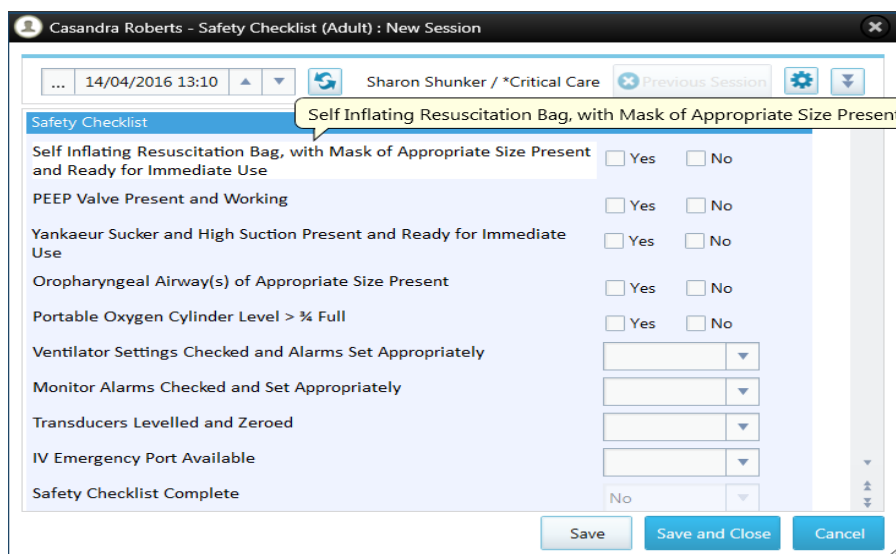 Casandra Roberts - Safety Checklist (Adult) : New Session
... 14/04/2016 13:10 Sharon Shunker / *Critical Care Previous Session
Self Inflating Resuscitation Bag, with Mask of Appropriate Size Present
Safety Checklist
Self Inflating Resuscitation Bag, with Mask of Appropriate Size Present
and Ready for Immediate Use
Yes No
PEEP Valve Present and Working
Yes No
Yankaeur Sucker and High Suction Present and Ready for Immediate
Use
Yes No
Oropharyngeal Airway(s) of Appropriate Size Present
Yes No
Portable Oxygen Cylinder Level > ¾ Full
Yes No
Ventilator Settings Checked and Alarms Set Appropriately
Monitor Alarms Checked and Set Appropriately
Transducers Levelled and Zeroed
IV Emergency Port Available
Safety Checklist Complete
No
Save Save and Close Cancel